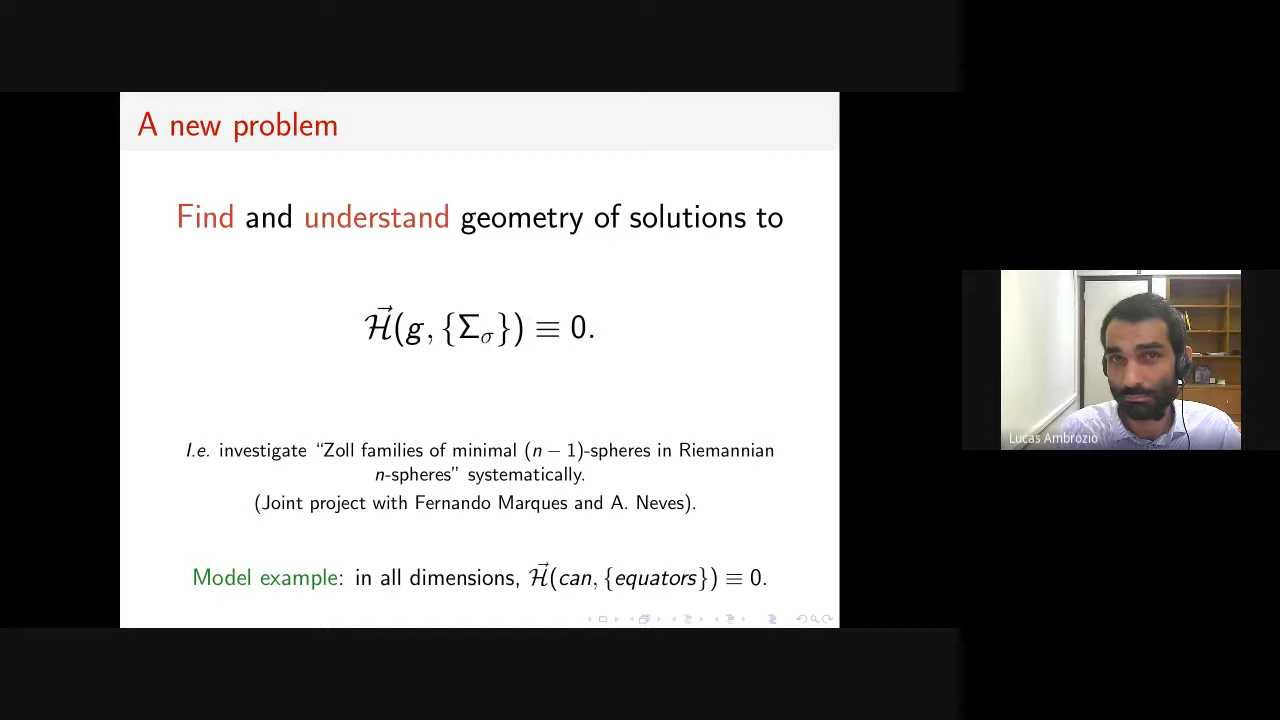 A new problem
Find and understand geometry of solutions to
$\vec{\mathcal{H}}(g, \{\Sigma_\sigma\}) \equiv 0.$
I.e. investigate “Zoll families of minimal (n − 1)-spheres in Riemannian
n-spheres” systematically.
(Joint project with Fernando Marques and A. Neves).
Model example: in all dimensions, $\vec{\mathcal{H}}(can, \{equators\}) \equiv 0.$
Lucas Ambrozio